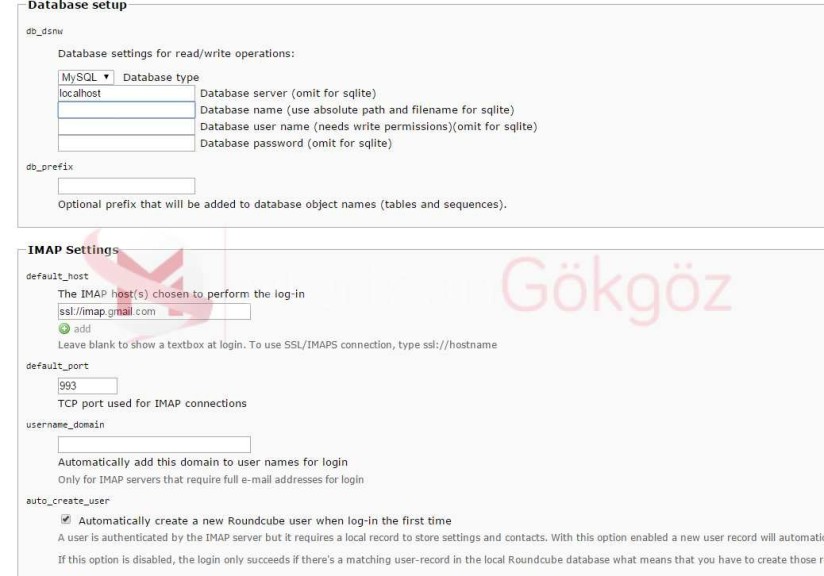 Database setup
db_dsnw
Database settings for read/write operations:
MySQL Database type
localhost Database server (omit for sqlite)
Database name (use absolute path and filename for sqlite)
Database user name (needs write permissions)(omit for sqlite)
Database password (omit for sqlite)
db_prefix
Optional prefix that will be added to database object names (tables and sequences).
IMAP Settings
default_host
The IMAP host(s) chosen to perform the log-in
Gökgöz
ssl://imap.gmail.com
add
Leave blank to show a textbox at login. To use SSL/IMAPS connection, type ssl://hostname
default_port
993
TCP port used for IMAP connections
username_domain
Automatically add this domain to user names for login
Only for IMAP servers that require full e-mail addresses for login
auto_create_user
Automatically create a new Roundcube user when log-in the first time
A user is authenticated by the IMAP server but it requires a local record to store settings and contacts. With this option enabled a new user record will automatic
If this option is disabled, the login only succeeds if there's a matching user-record in the local Roundcube database what means that you have to create those r